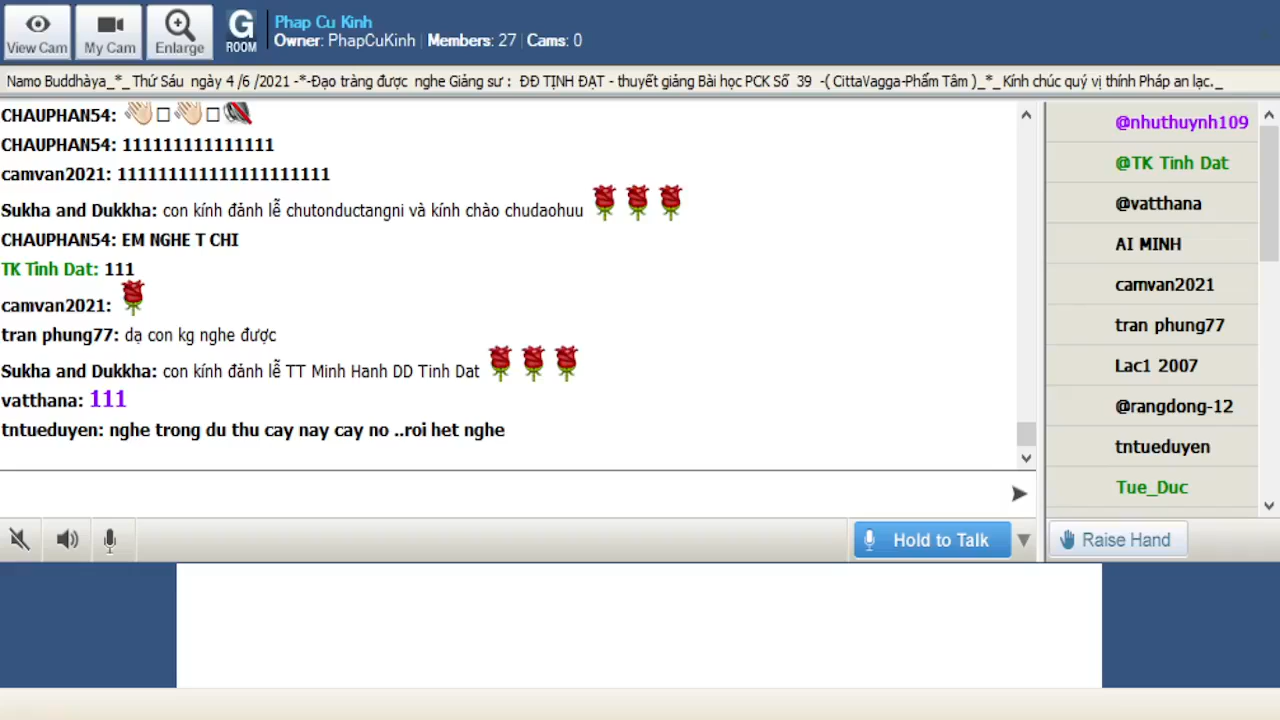 View Cam
My Cam
Enlarge
G
ROOM
Phap Cu Kinh
Owner: PhapCuKinh | Members: 27 | Cams: 0
Namo Buddhàya_*_ Thứ Sáu ngày 4 /6 /2021 -*-Đạo tràng được nghe Giảng sư : ĐĐ TỊNH ĐẠT - thuyết giảng Bài học PCK Số 39 -( CittaVagga-Phẩm Tâm )_*_ Kính chúc quý vị thính Pháp an lạc._
CHAUPHAN54:
CHAUPHAN54: 111111111111111
camvan2021: 111111111111111111111
Sukha and Dukkha: con kính đảnh lễ chutonductangni và kính chào chudaohuu
CHAUPHAN54: EM NGHE T CHI
TK Tinh Dat: 111
camvan2021:
tran phung77: dạ con kg nghe được
Sukha and Dukkha: con kính đảnh lễ TT Minh Hanh DD Tinh Dat
vatthana: 111
tntueduyen: nghe trong du thu cay nay cay no ..roi het nghe
@nhuthuynh109
@TK Tinh Dat
@vatthana
AI MINH
camvan2021
tran phung77
Lac1 2007
@rangdong-12
tntueduyen
Tue_Duc
Hold to Talk
Raise Hand